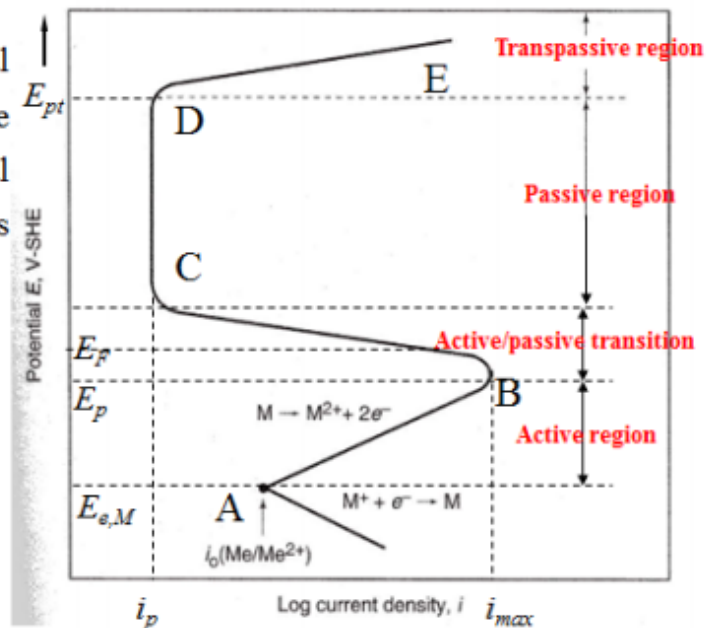 Transpassive region
l
E
E_pt
e
D
l
Passive region
s
C
Potential E, V-SHE
Active/passive transition
E_F
E_p
B
M → M²⁺ + 2e⁻
Active region
A
M⁺ + e⁻ → M
E_e,M
i_o(Me/Me²⁺)
i_p
Log current density, i
i_max